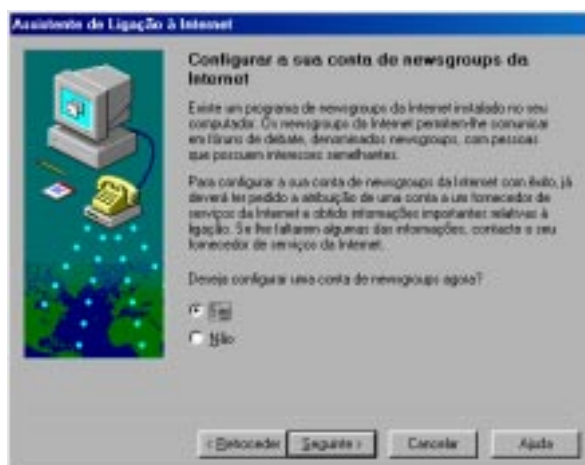 Assistente de Ligação à Internet
Configurar a sua conta de newsgroups da
Internet
Existe um programa de newsgroups da Internet instalado no seu
computador. Os newsgroups da Internet permitem-lhe comunicar
em fóruns de debate, denominados newsgroups, com pessoas
que possuem interesses semelhantes.
Para configurar a sua conta de newsgroups da Internet com êxito, já
deverá ter pedido a atribuição de uma conta a um fornecedor de
serviços da Internet e obtido informações importantes relativas à
ligação. Se lhe faltarem algumas das informações, contacte o seu
fornecedor de serviços da Internet.
Deseja configurar uma conta de newsgroups agora?
Sim
Não
< Retroceder
Seguinte >
Cancelar
Ajuda